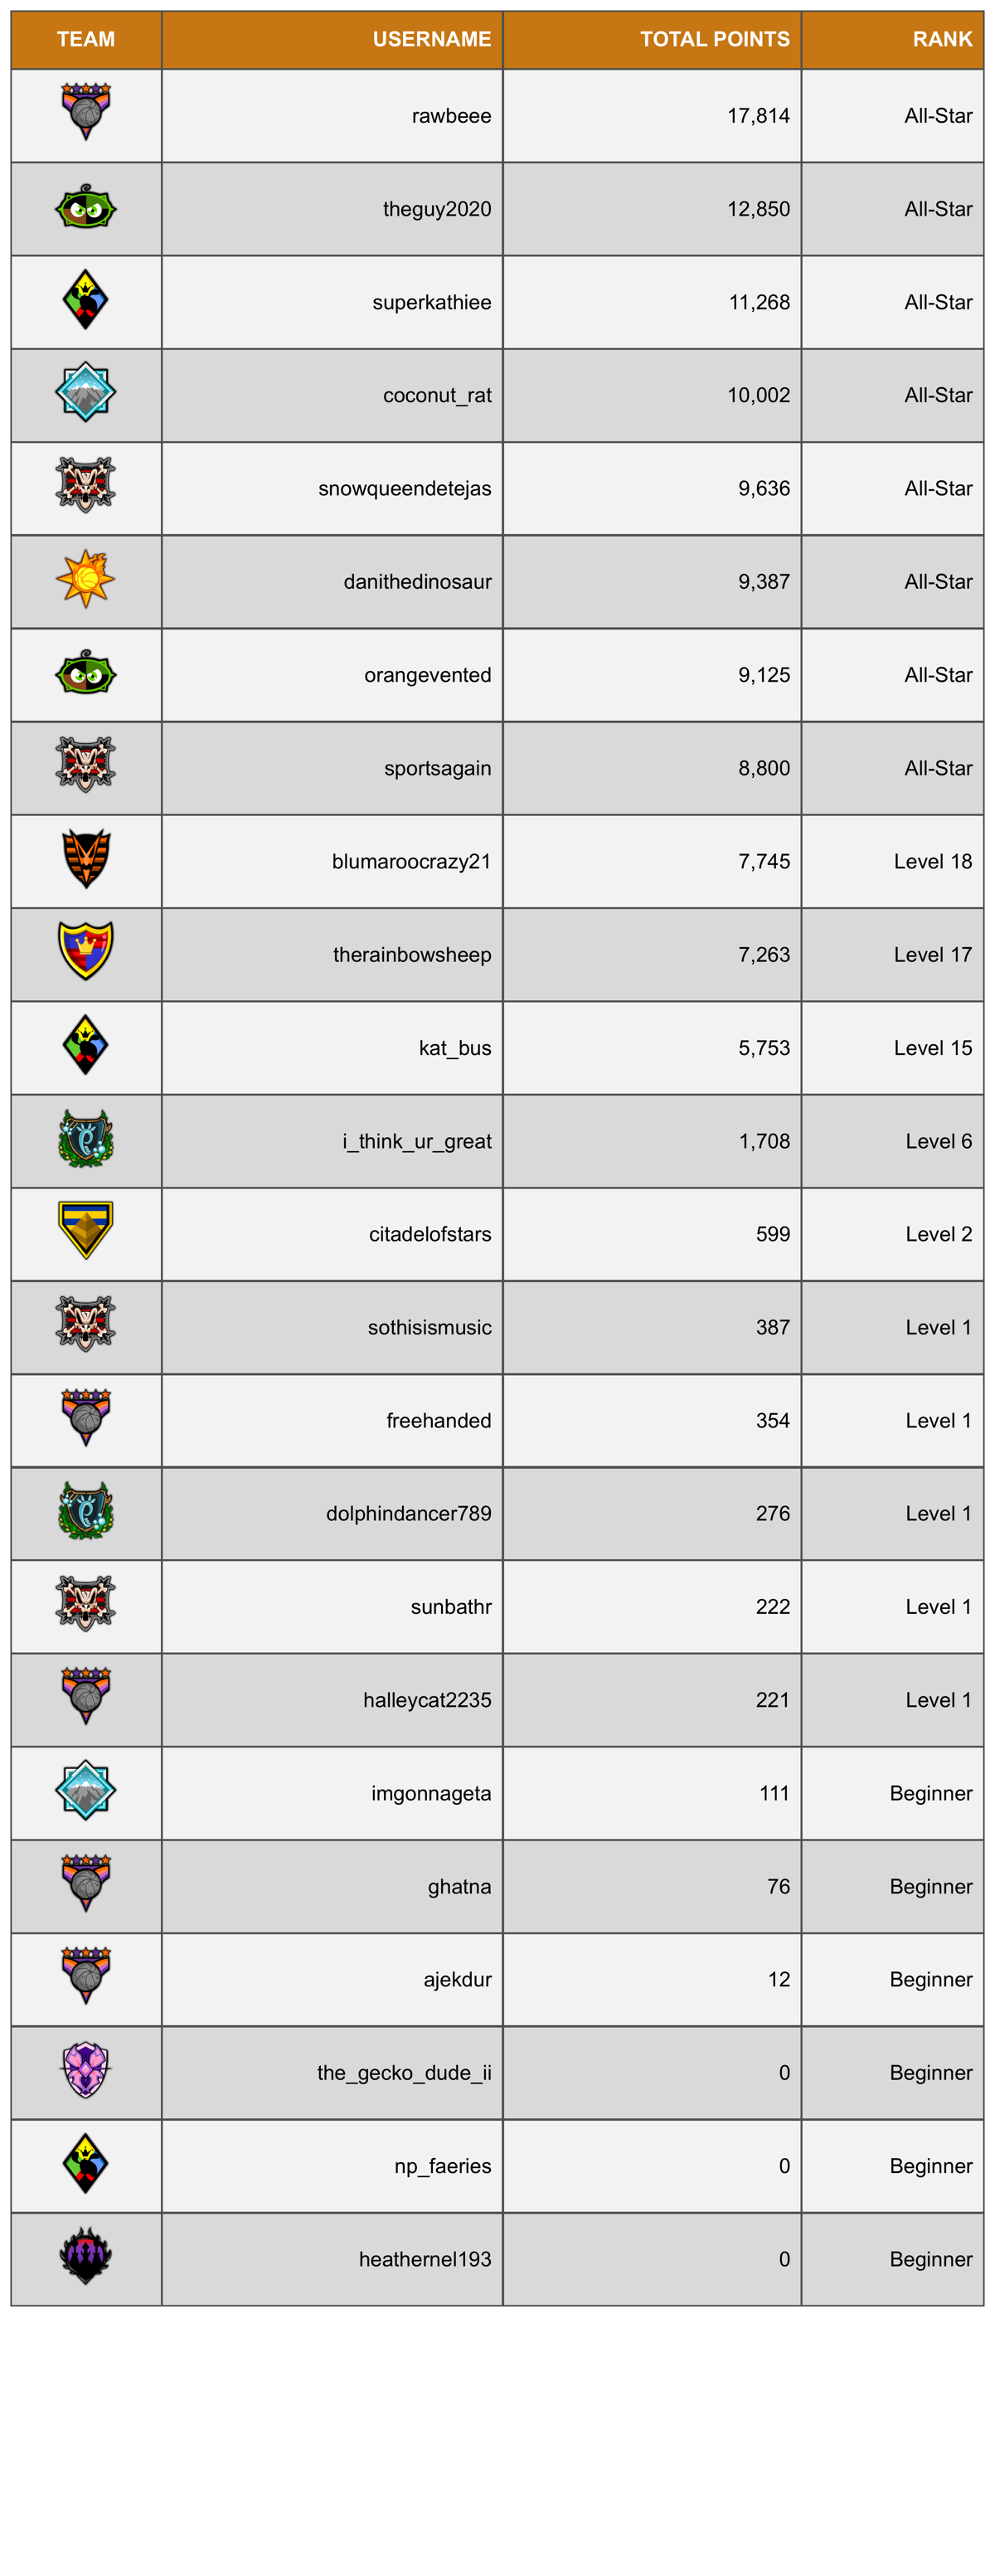 TEAM USERNAME TOTAL POINTS RANK
rawbeee 17,814 All-Star
theguy2020 12,850 All-Star
superkathiee 11,268 All-Star
coconut_rat 10,002 All-Star
snowqueendetejas 9,636 All-Star
danithedinosaur 9,387 All-Star
orangevented 9,125 All-Star
sportsagain 8,800 All-Star
blumaroocrazy21 7,745 Level 18
therainbowsheep 7,263 Level 17
kat_bus 5,753 Level 15
i_think_ur_great 1,708 Level 6
citadelofstars 599 Level 2
sothisismusic 387 Level 1
freehanded 354 Level 1
dolphindancer789 276 Level 1
sunbathr 222 Level 1
halleycat2235 221 Level 1
imgonnageta 111 Beginner
ghatna 76 Beginner
ajekdur 12 Beginner
the_gecko_dude_ii 0 Beginner
np_faeries 0 Beginner
heathernel193 0 Beginner